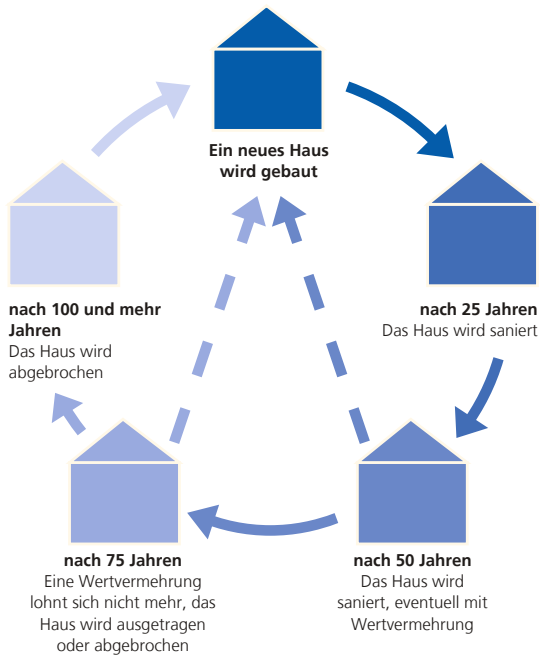 Ein neues Haus
wird gebaut
nach 25 Jahren
Das Haus wird saniert
nach 50 Jahren
Das Haus wird
saniert, eventuell mit
Wertvermehrung
nach 75 Jahren
Eine Wertvermehrung
lohnt sich nicht mehr, das
Haus wird ausgetragen
oder abgebrochen
nach 100 und mehr
Jahren
Das Haus wird
abgebrochen